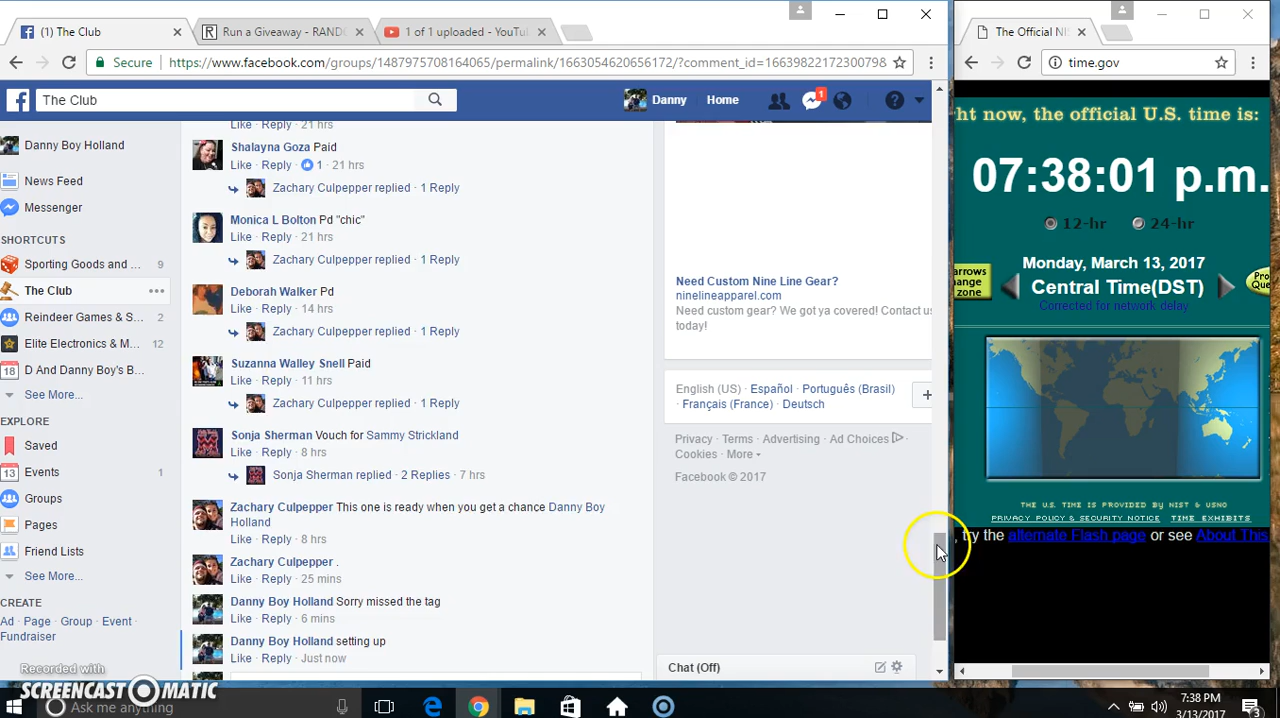 (1) The Club
Run a Giveaway - RAND
1 of 1 uploaded - YouTu
The Official NI
Secure
https://www.facebook.com/groups/1487975708164065/permalink/1663054620656172/?comment_id=16639822172300798
time.gov
The Club
Danny
Home
1
ht now, the official U.S. time is:
07:38:01 p.m.
12-hr
24-hr
Monday, March 13, 2017
Central Time(DST)
Corrected for network delay
arrows
nge
zone
THE U.S. TIME IS PROVIDED BY NIST & USNO
PRIVACY POLICY & SECURITY NOTICE TIME EXHIBITS
, try the alternate Flash page or see About This
Danny Boy Holland
News Feed
Messenger
SHORTCUTS
Sporting Goods and ... 9
The Club
Reindeer Games & S... 2
Elite Electronics & M... 12
18 D And Danny Boy's B...
See More...
EXPLORE
Saved
13 Events 1
Groups
Pages
Friend Lists
See More...
CREATE
Ad · Page · Group · Event ·
Fundraiser
Like · Reply · 21 hrs
Shalayna Goza Paid
Like · Reply · 1 · 21 hrs
Zachary Culpepper replied · 1 Reply
Monica L Bolton Pd "chic"
Like · Reply · 21 hrs
Zachary Culpepper replied · 1 Reply
Deborah Walker Pd
Like · Reply · 14 hrs
Zachary Culpepper replied · 1 Reply
Suzanna Walley Snell Paid
Like · Reply · 11 hrs
Zachary Culpepper replied · 1 Reply
Sonja Sherman Vouch for Sammy Strickland
Like · Reply · 8 hrs
Sonja Sherman replied · 2 Replies · 7 hrs
Zachary Culpepper This one is ready when you get a chance Danny Boy
Holland
Like · Reply · 8 hrs
Zachary Culpepper .
Like · Reply · 25 mins
Danny Boy Holland Sorry missed the tag
Like · Reply · 6 mins
Danny Boy Holland setting up
Like · Reply · Just now
Need Custom Nine Line Gear?
ninelineapparel.com
Need custom gear? We got ya covered! Contact us
today!
English (US) · Español · Português (Brasil)
· Français (France) · Deutsch
Privacy · Terms · Advertising · Ad Choices ·
Cookies · More
Facebook © 2017
Chat (Off)
Recorded with
SCREENCAST-O-MATIC
Ask me anything
7:38 PM
3/13/2017
3